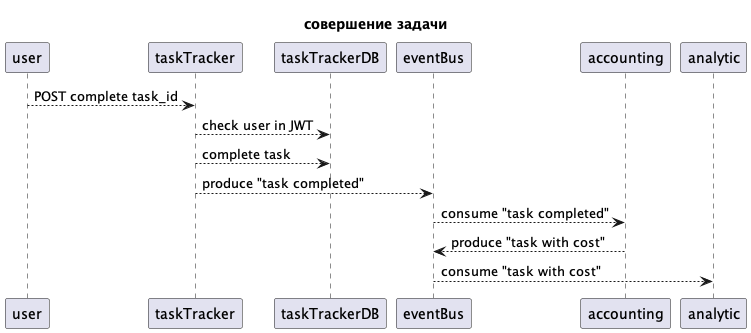 совершение задачи
user taskTracker taskTrackerDB eventBus accounting analytic
POST complete task_id
check user in JWT
complete task
produce "task completed"
consume "task completed"
produce "task with cost"
consume "task with cost"
user taskTracker taskTrackerDB eventBus accounting analytic